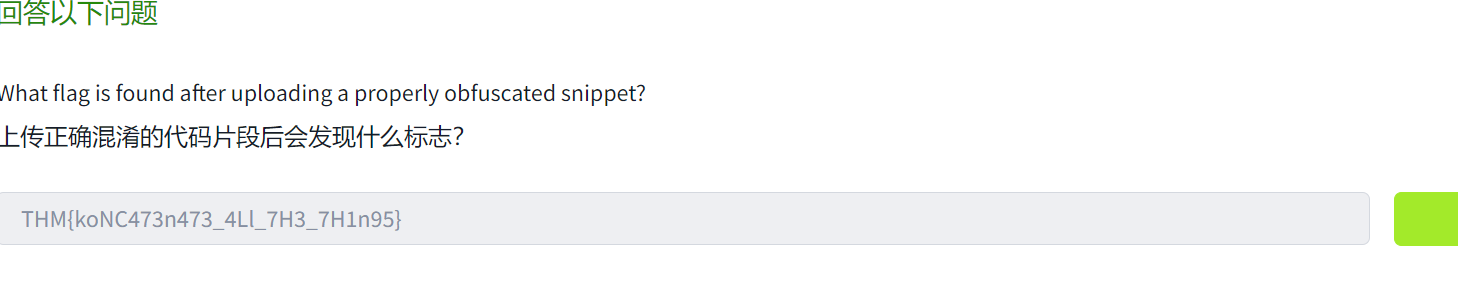 回答以下问题
What flag is found after uploading a properly obfuscated snippet?
上传正确混淆的代码片段后会发现什么标志？
THM{koNC473n473_4Ll_7H3_7H1n95}